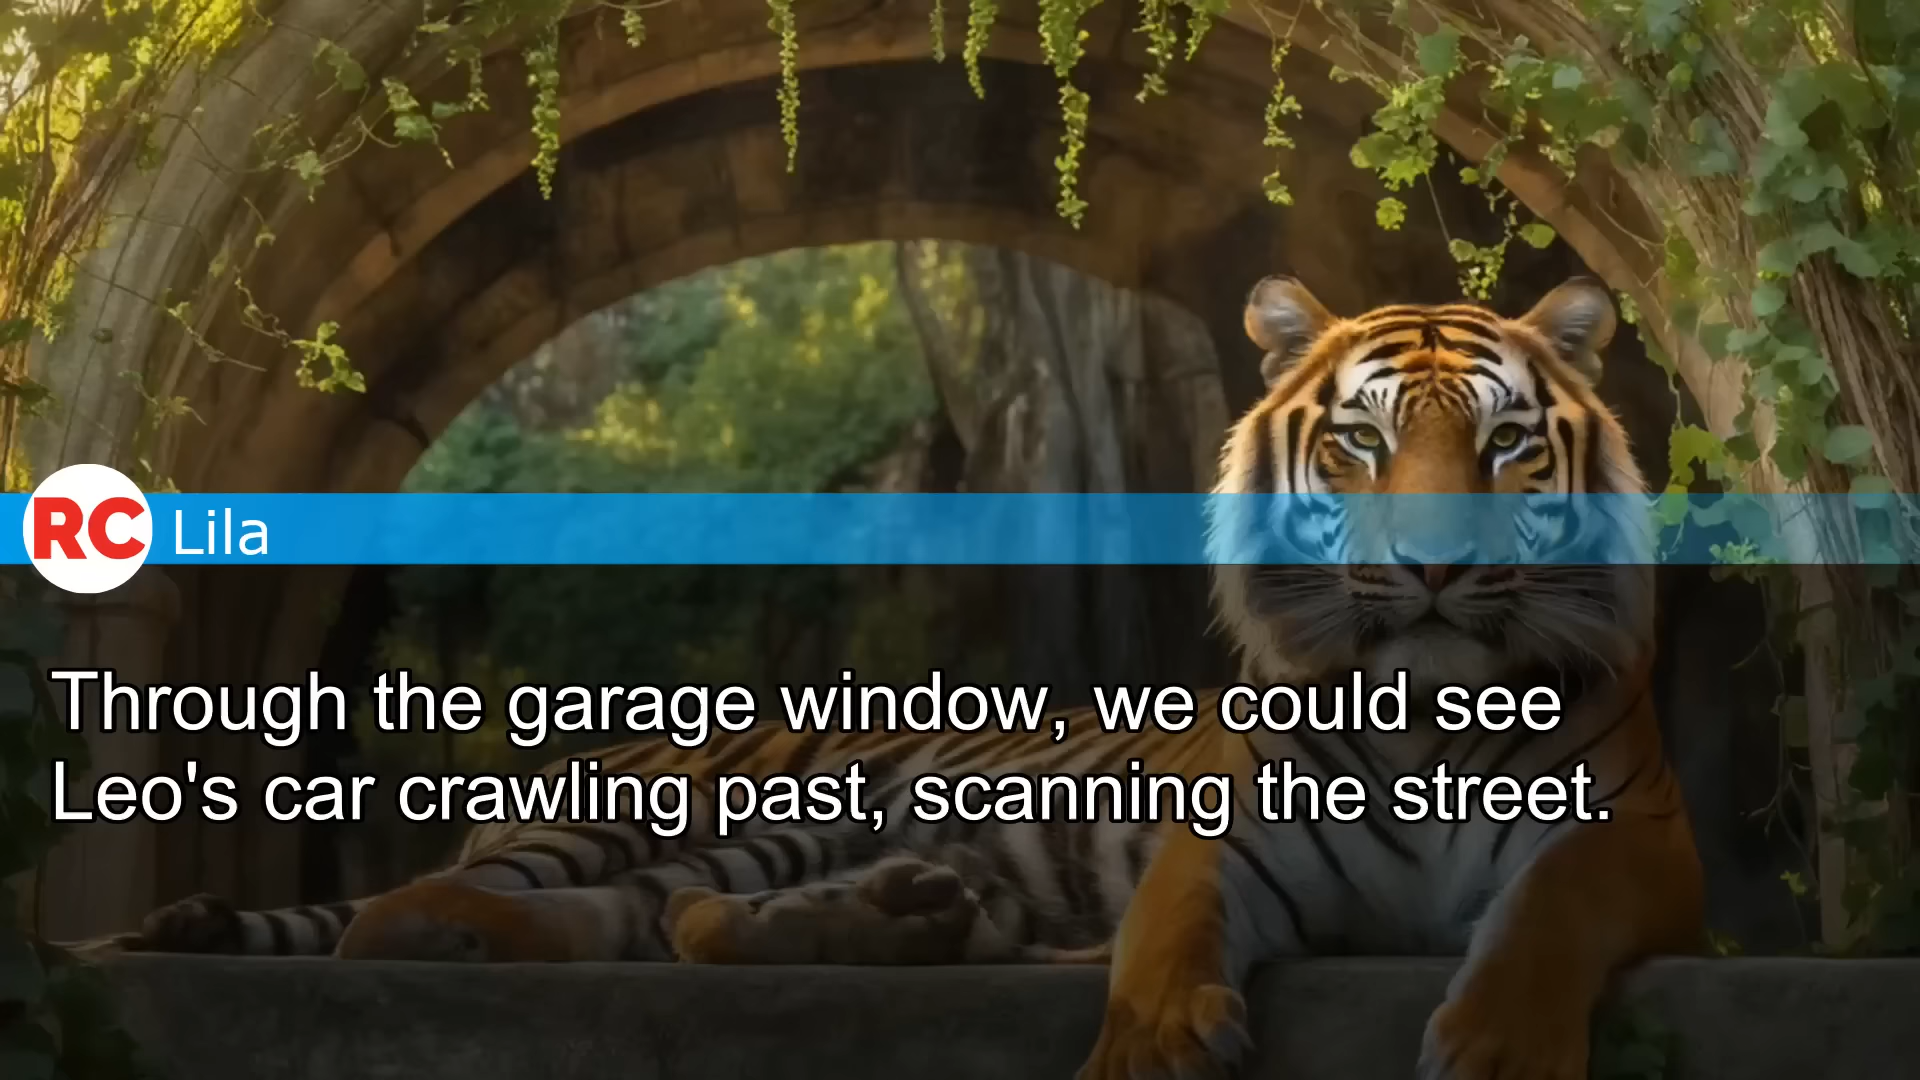 RC Lila
Through the garage window, we could see
Leo's car crawling past, scanning the street.